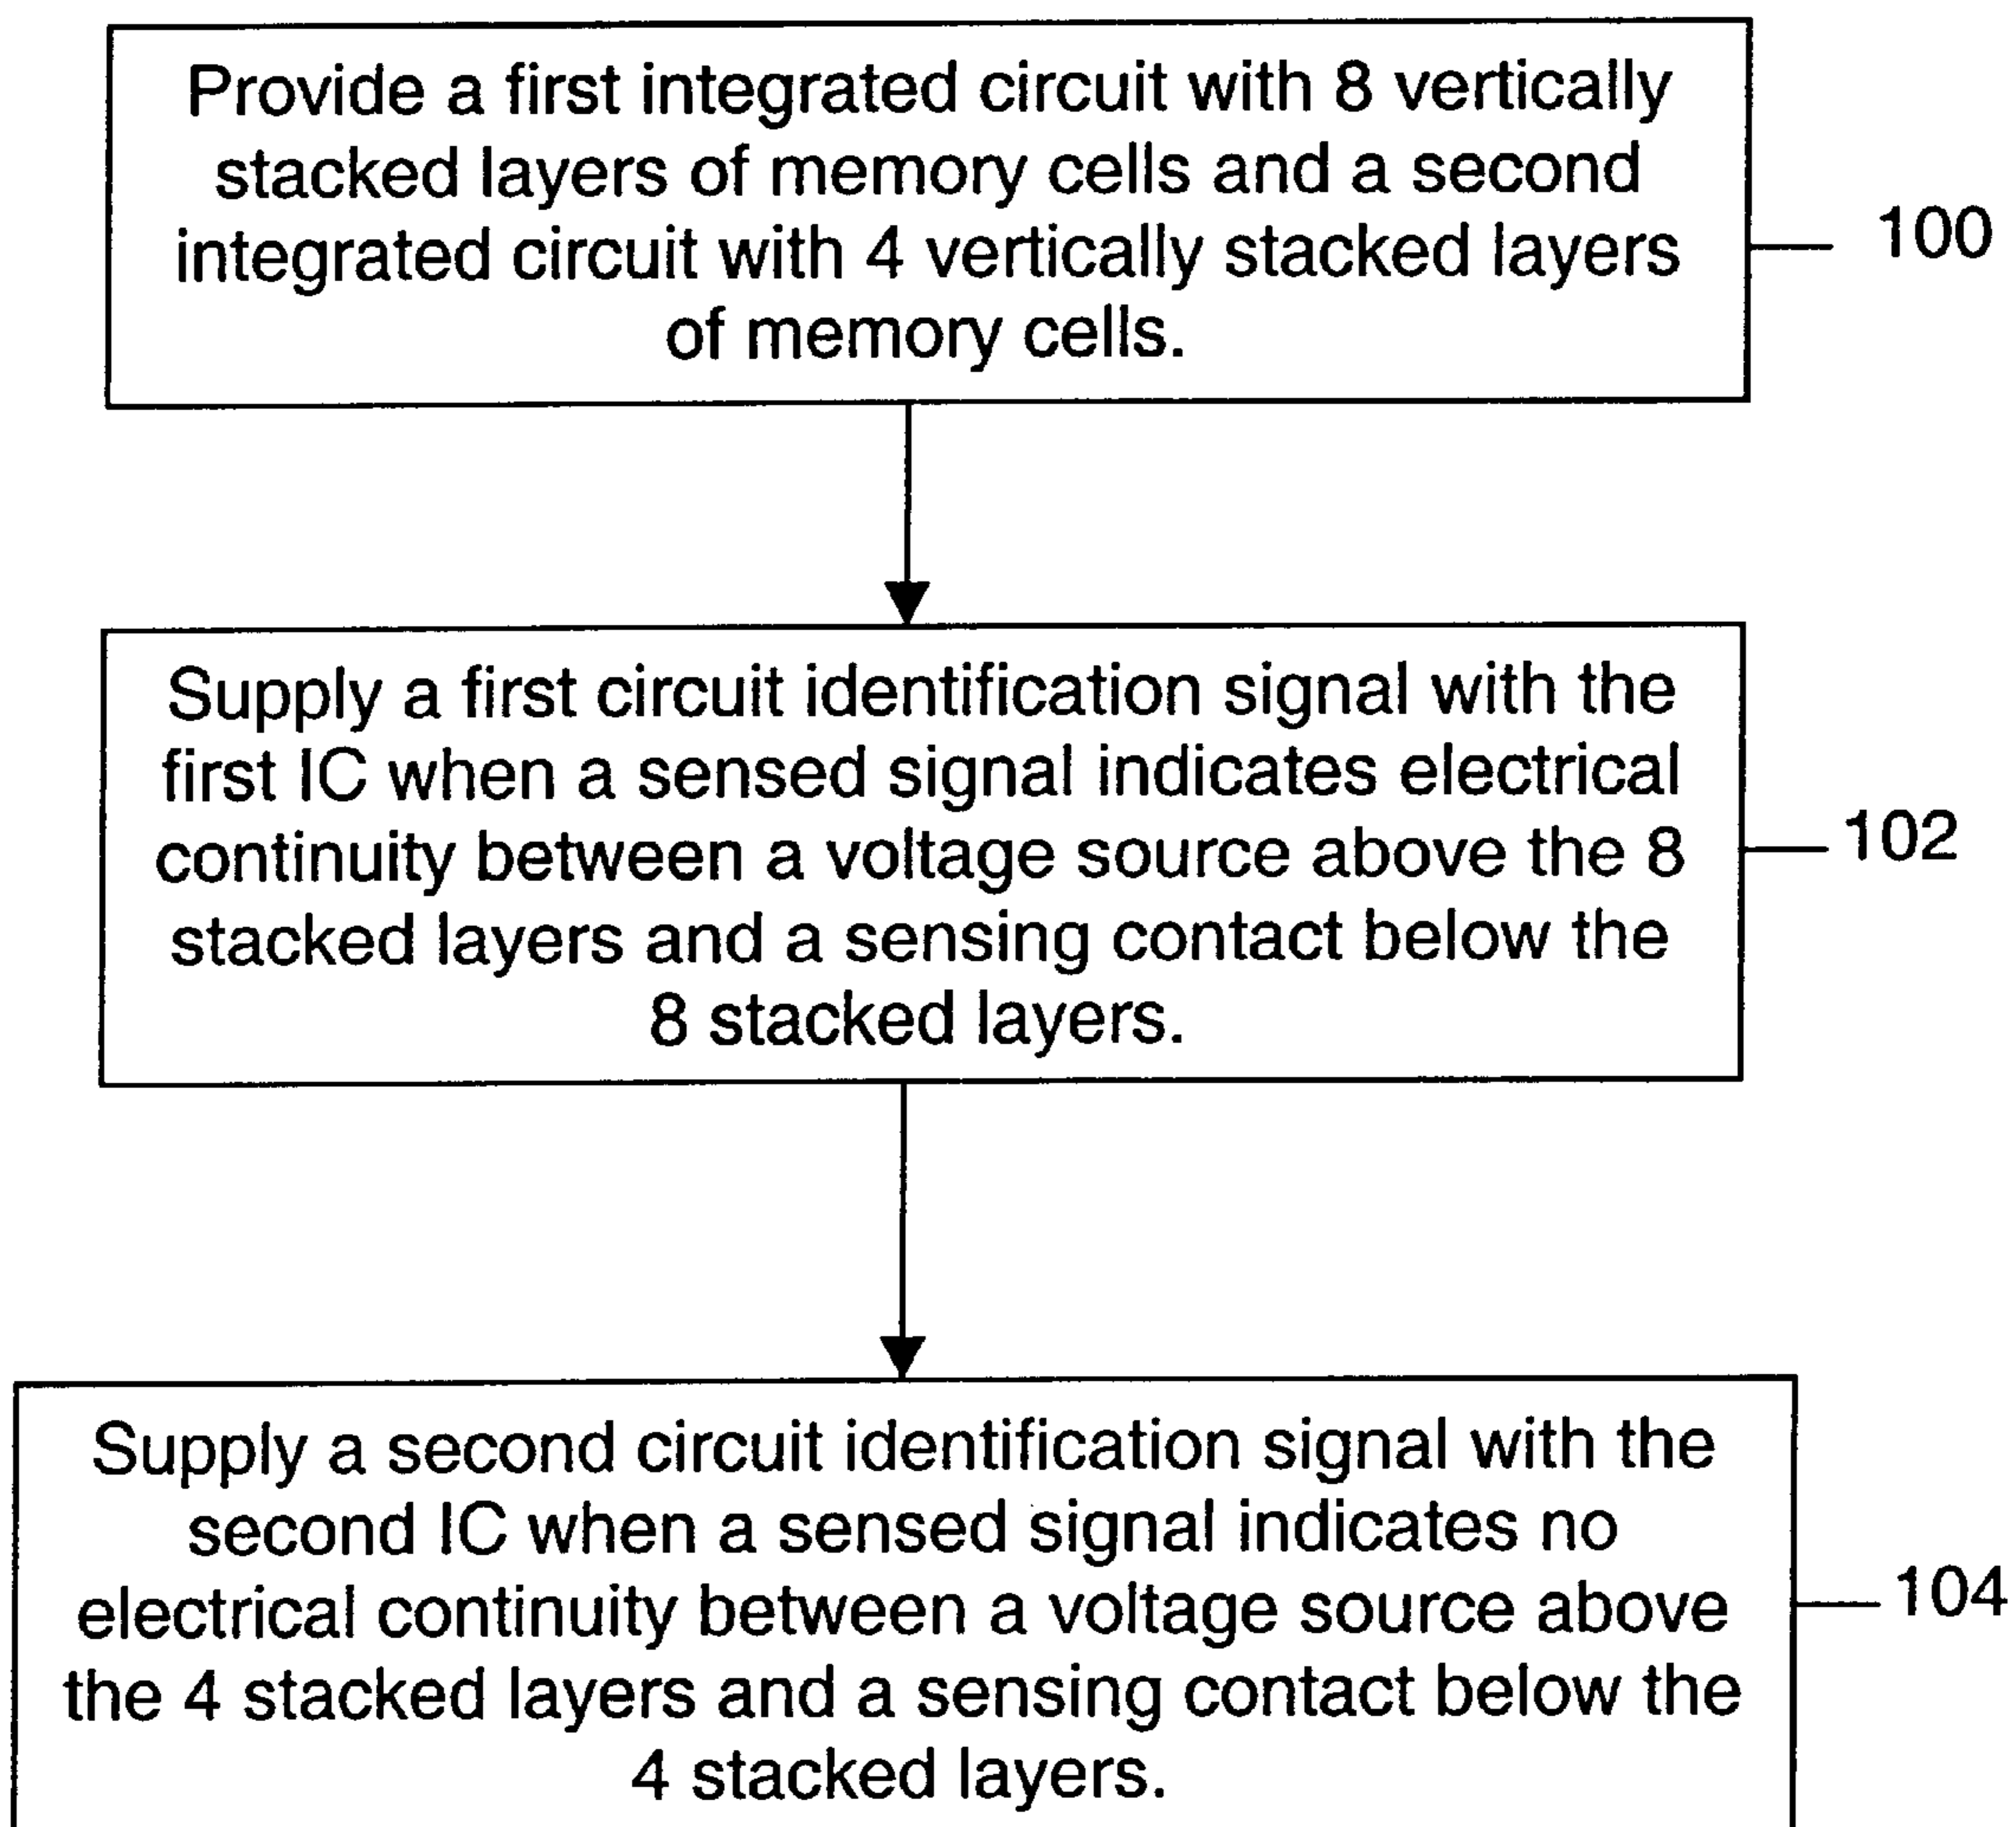 Provide a first integrated circuit with 8 vertically
stacked layers of memory cells and a second
integrated circuit with 4 vertically stacked layers
of memory cells.
100
Supply a first circuit identification signal with the
first IC when a sensed signal indicates electrical
continuity between a voltage source above the 8
stacked layers and a sensing contact below the
8 stacked layers.
102
Supply a second circuit identification signal with the
second IC when a sensed signal indicates no
electrical continuity between a voltage source above
the 4 stacked layers and a sensing contact below the
4 stacked layers.
104